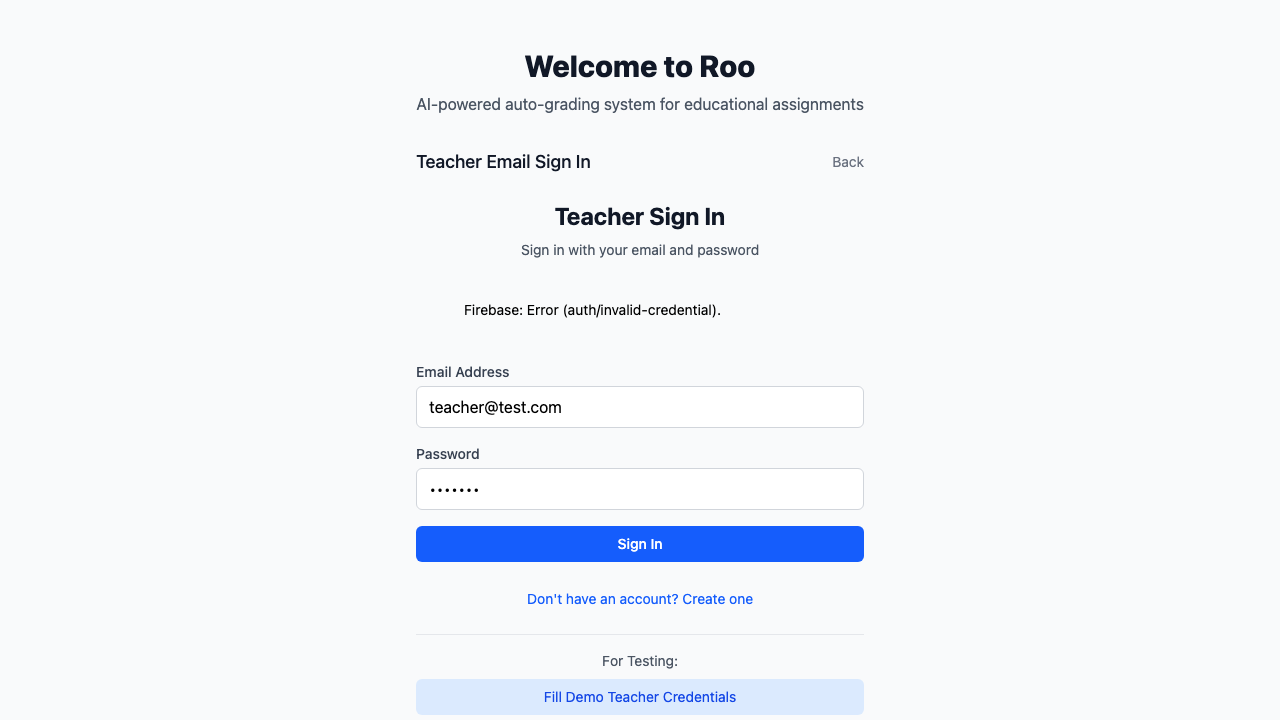 Welcome to Roo
AI-powered auto-grading system for educational assignments
Teacher Email Sign In
Back
Teacher Sign In
Sign in with your email and password
Firebase: Error (auth/invalid-credential).
Email Address
teacher@test.com
Password
•••••••
Sign In
Don't have an account? Create one
For Testing:
Fill Demo Teacher Credentials